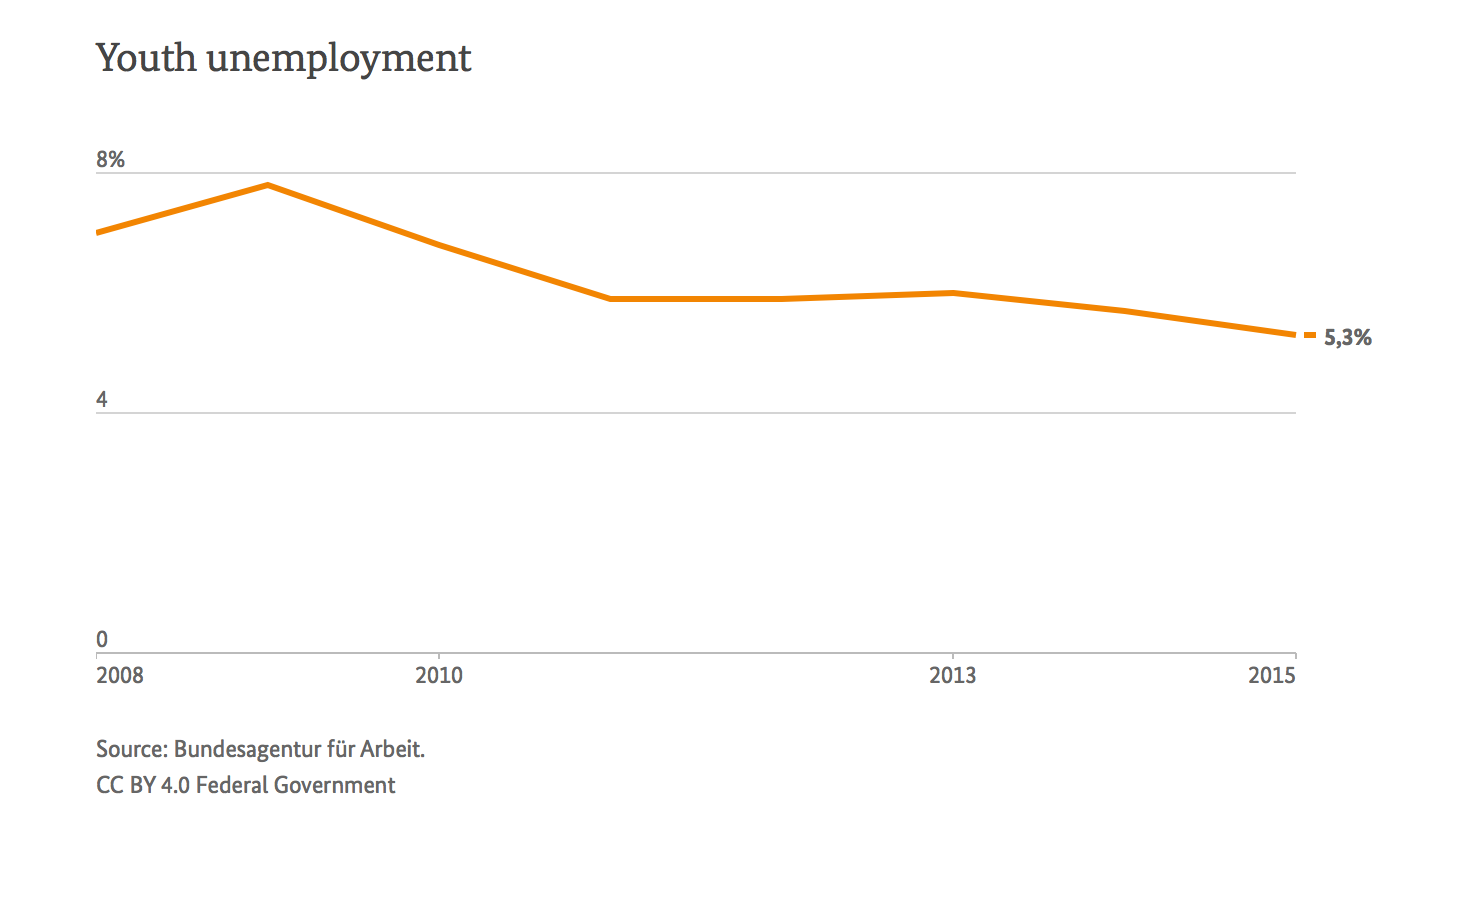 Youth unemployment
8%
5,3%
4
0
2008 2010 2013 2015
Source: Bundesagentur für Arbeit.
CC BY 4.0 Federal Government